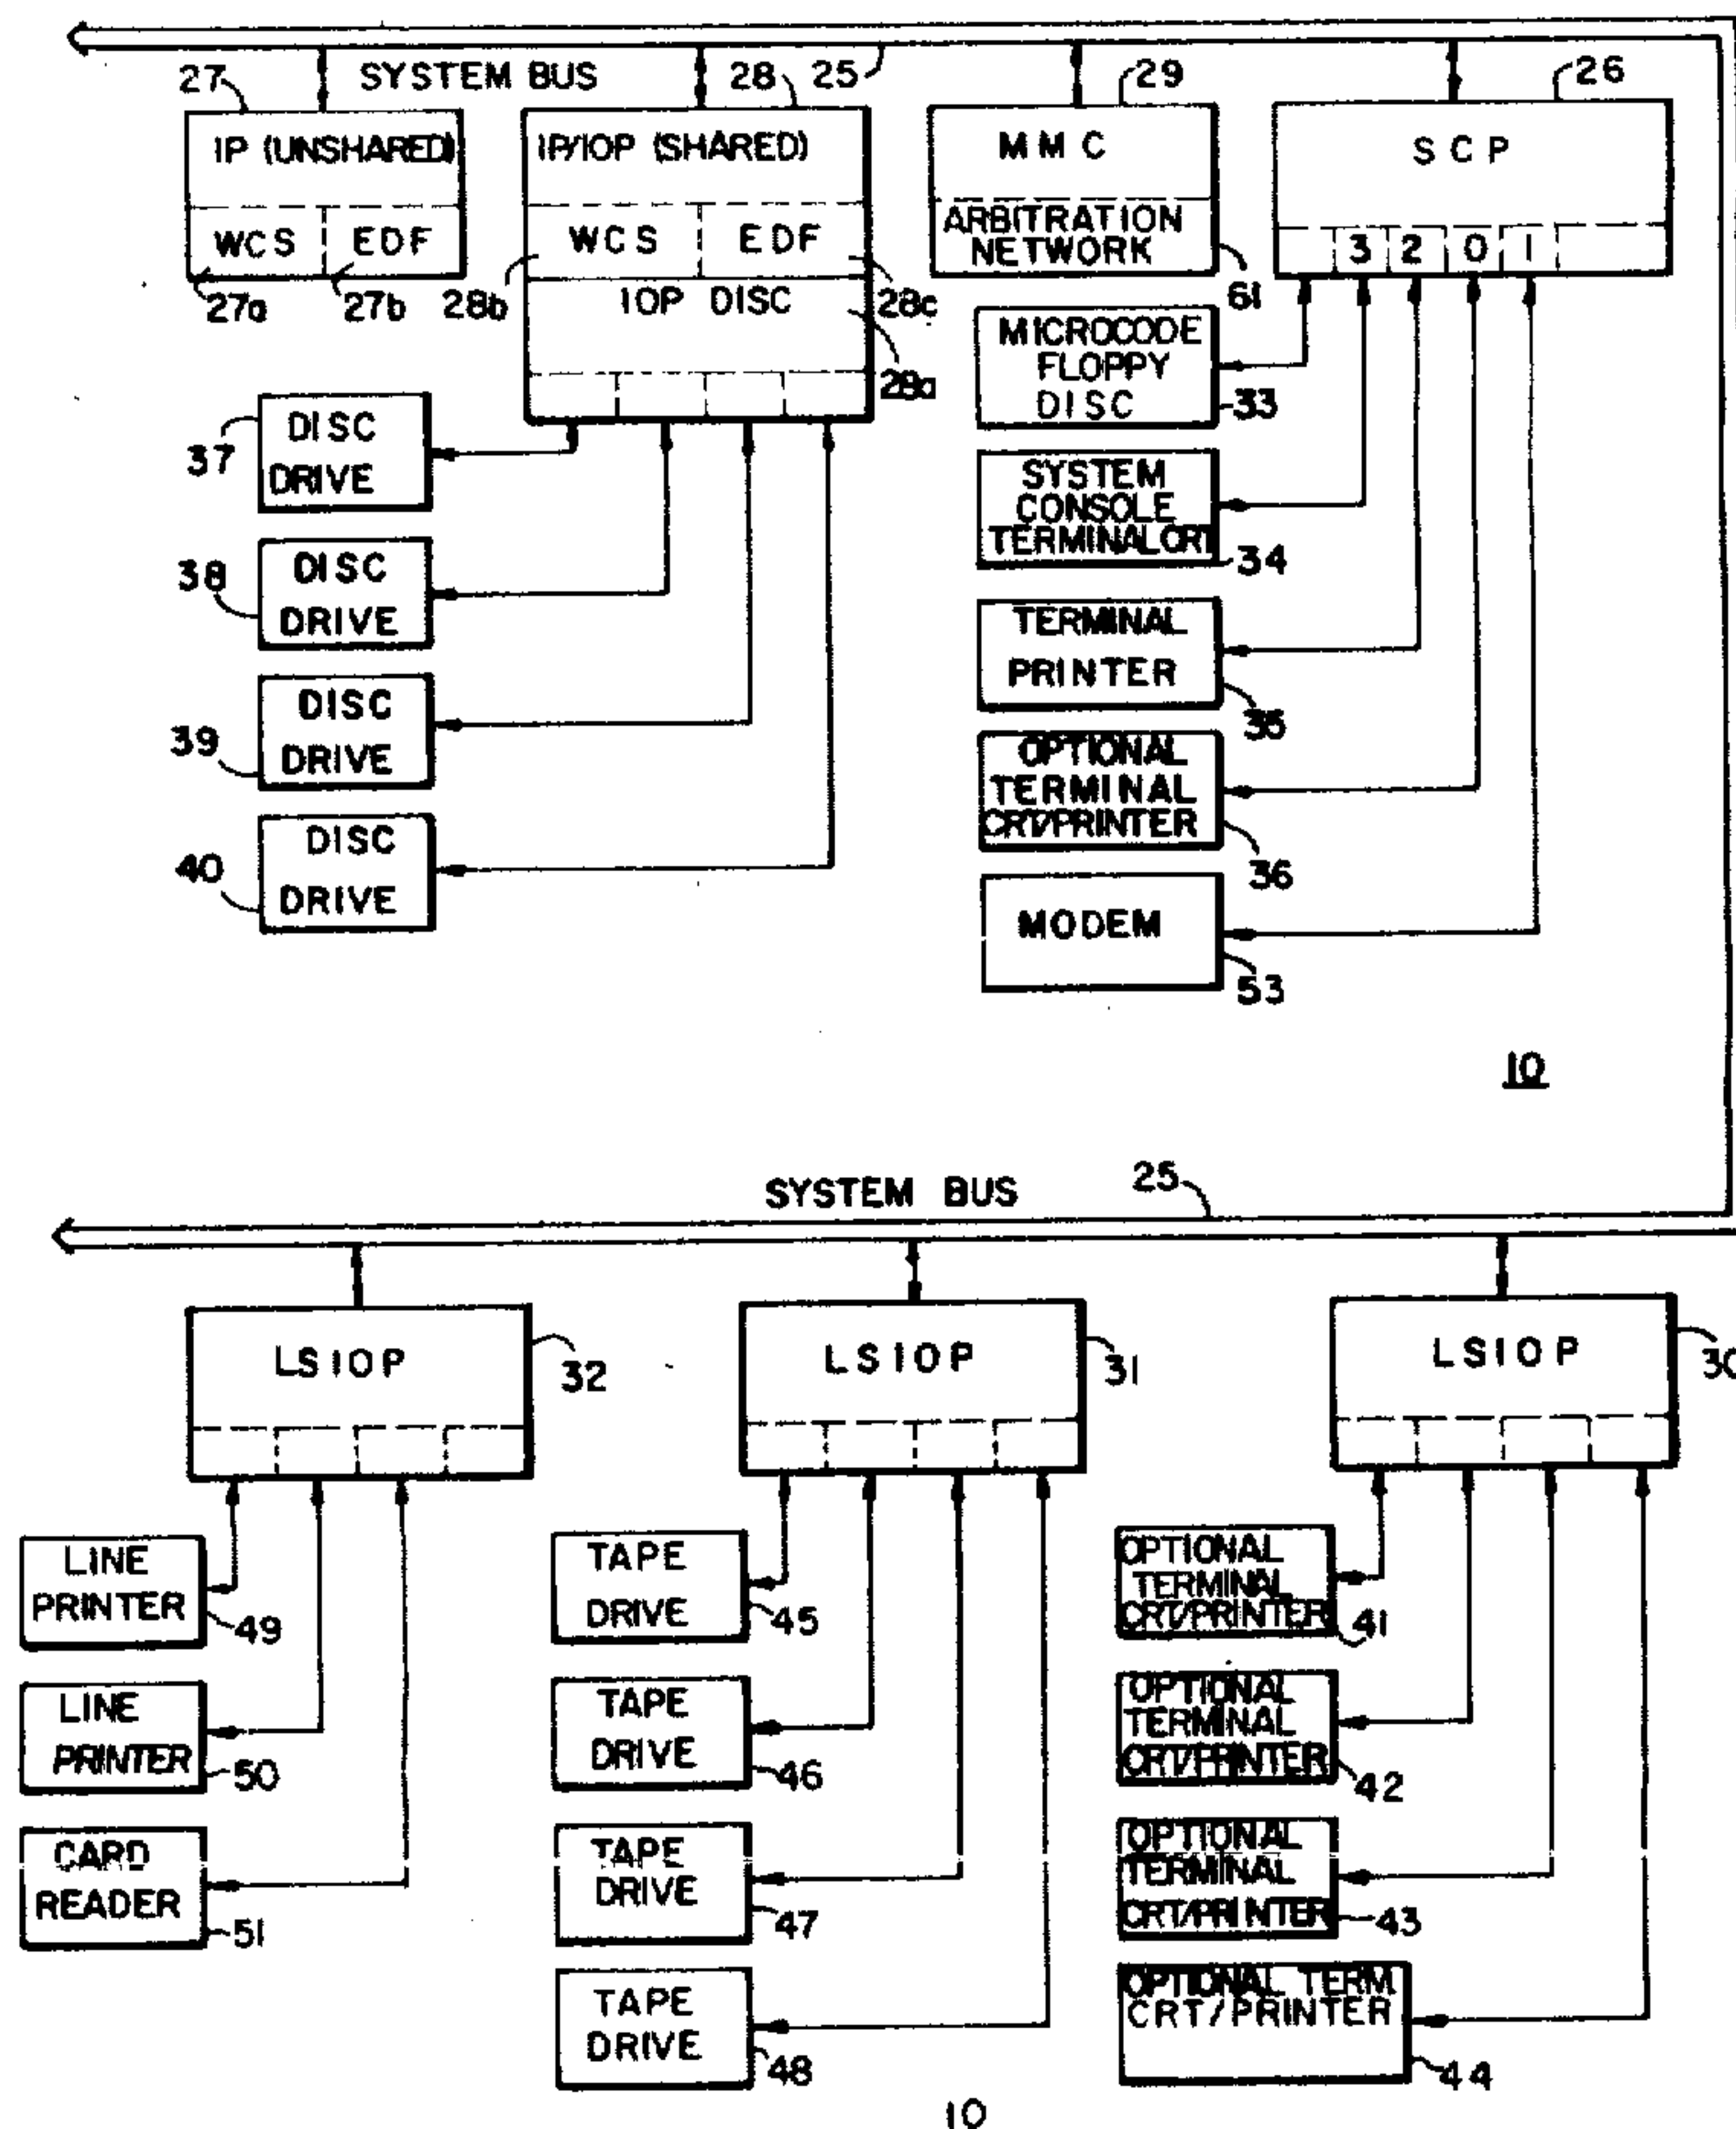 SYSTEM BUS
25
27
28
29
26
IP (UNSHARED)
WCS
EDF
27a
27b
IP/IOP (SHARED)
WCS
EDF
28b
28c
IOP DISC
28a
MMC
ARBITRATION
NETWORK
61
SCP
3 2 0 1
MICROCODE
FLOPPY
DISC
33
SYSTEM
CONSOLE
TERMINAL CRT
34
TERMINAL
PRINTER
35
OPTIONAL
TERMINAL
CRT/PRINTER
36
MODEM
53
DISC
DRIVE
37
DISC
DRIVE
38
DISC
DRIVE
39
DISC
DRIVE
40
10
SYSTEM BUS
25
LSIOP
32
LSIOP
31
LSIOP
30
LINE
PRINTER
49
LINE
PRINTER
50
CARD
READER
51
TAPE
DRIVE
45
TAPE
DRIVE
46
TAPE
DRIVE
47
TAPE
DRIVE
48
OPTIONAL
TERMINAL
CRT/PRINTER
41
OPTIONAL
TERMINAL
CRT/PRINTER
42
OPTIONAL
TERMINAL
CRT/PRINTER
43
OPTIONAL TERM.
CRT/PRINTER
44
10